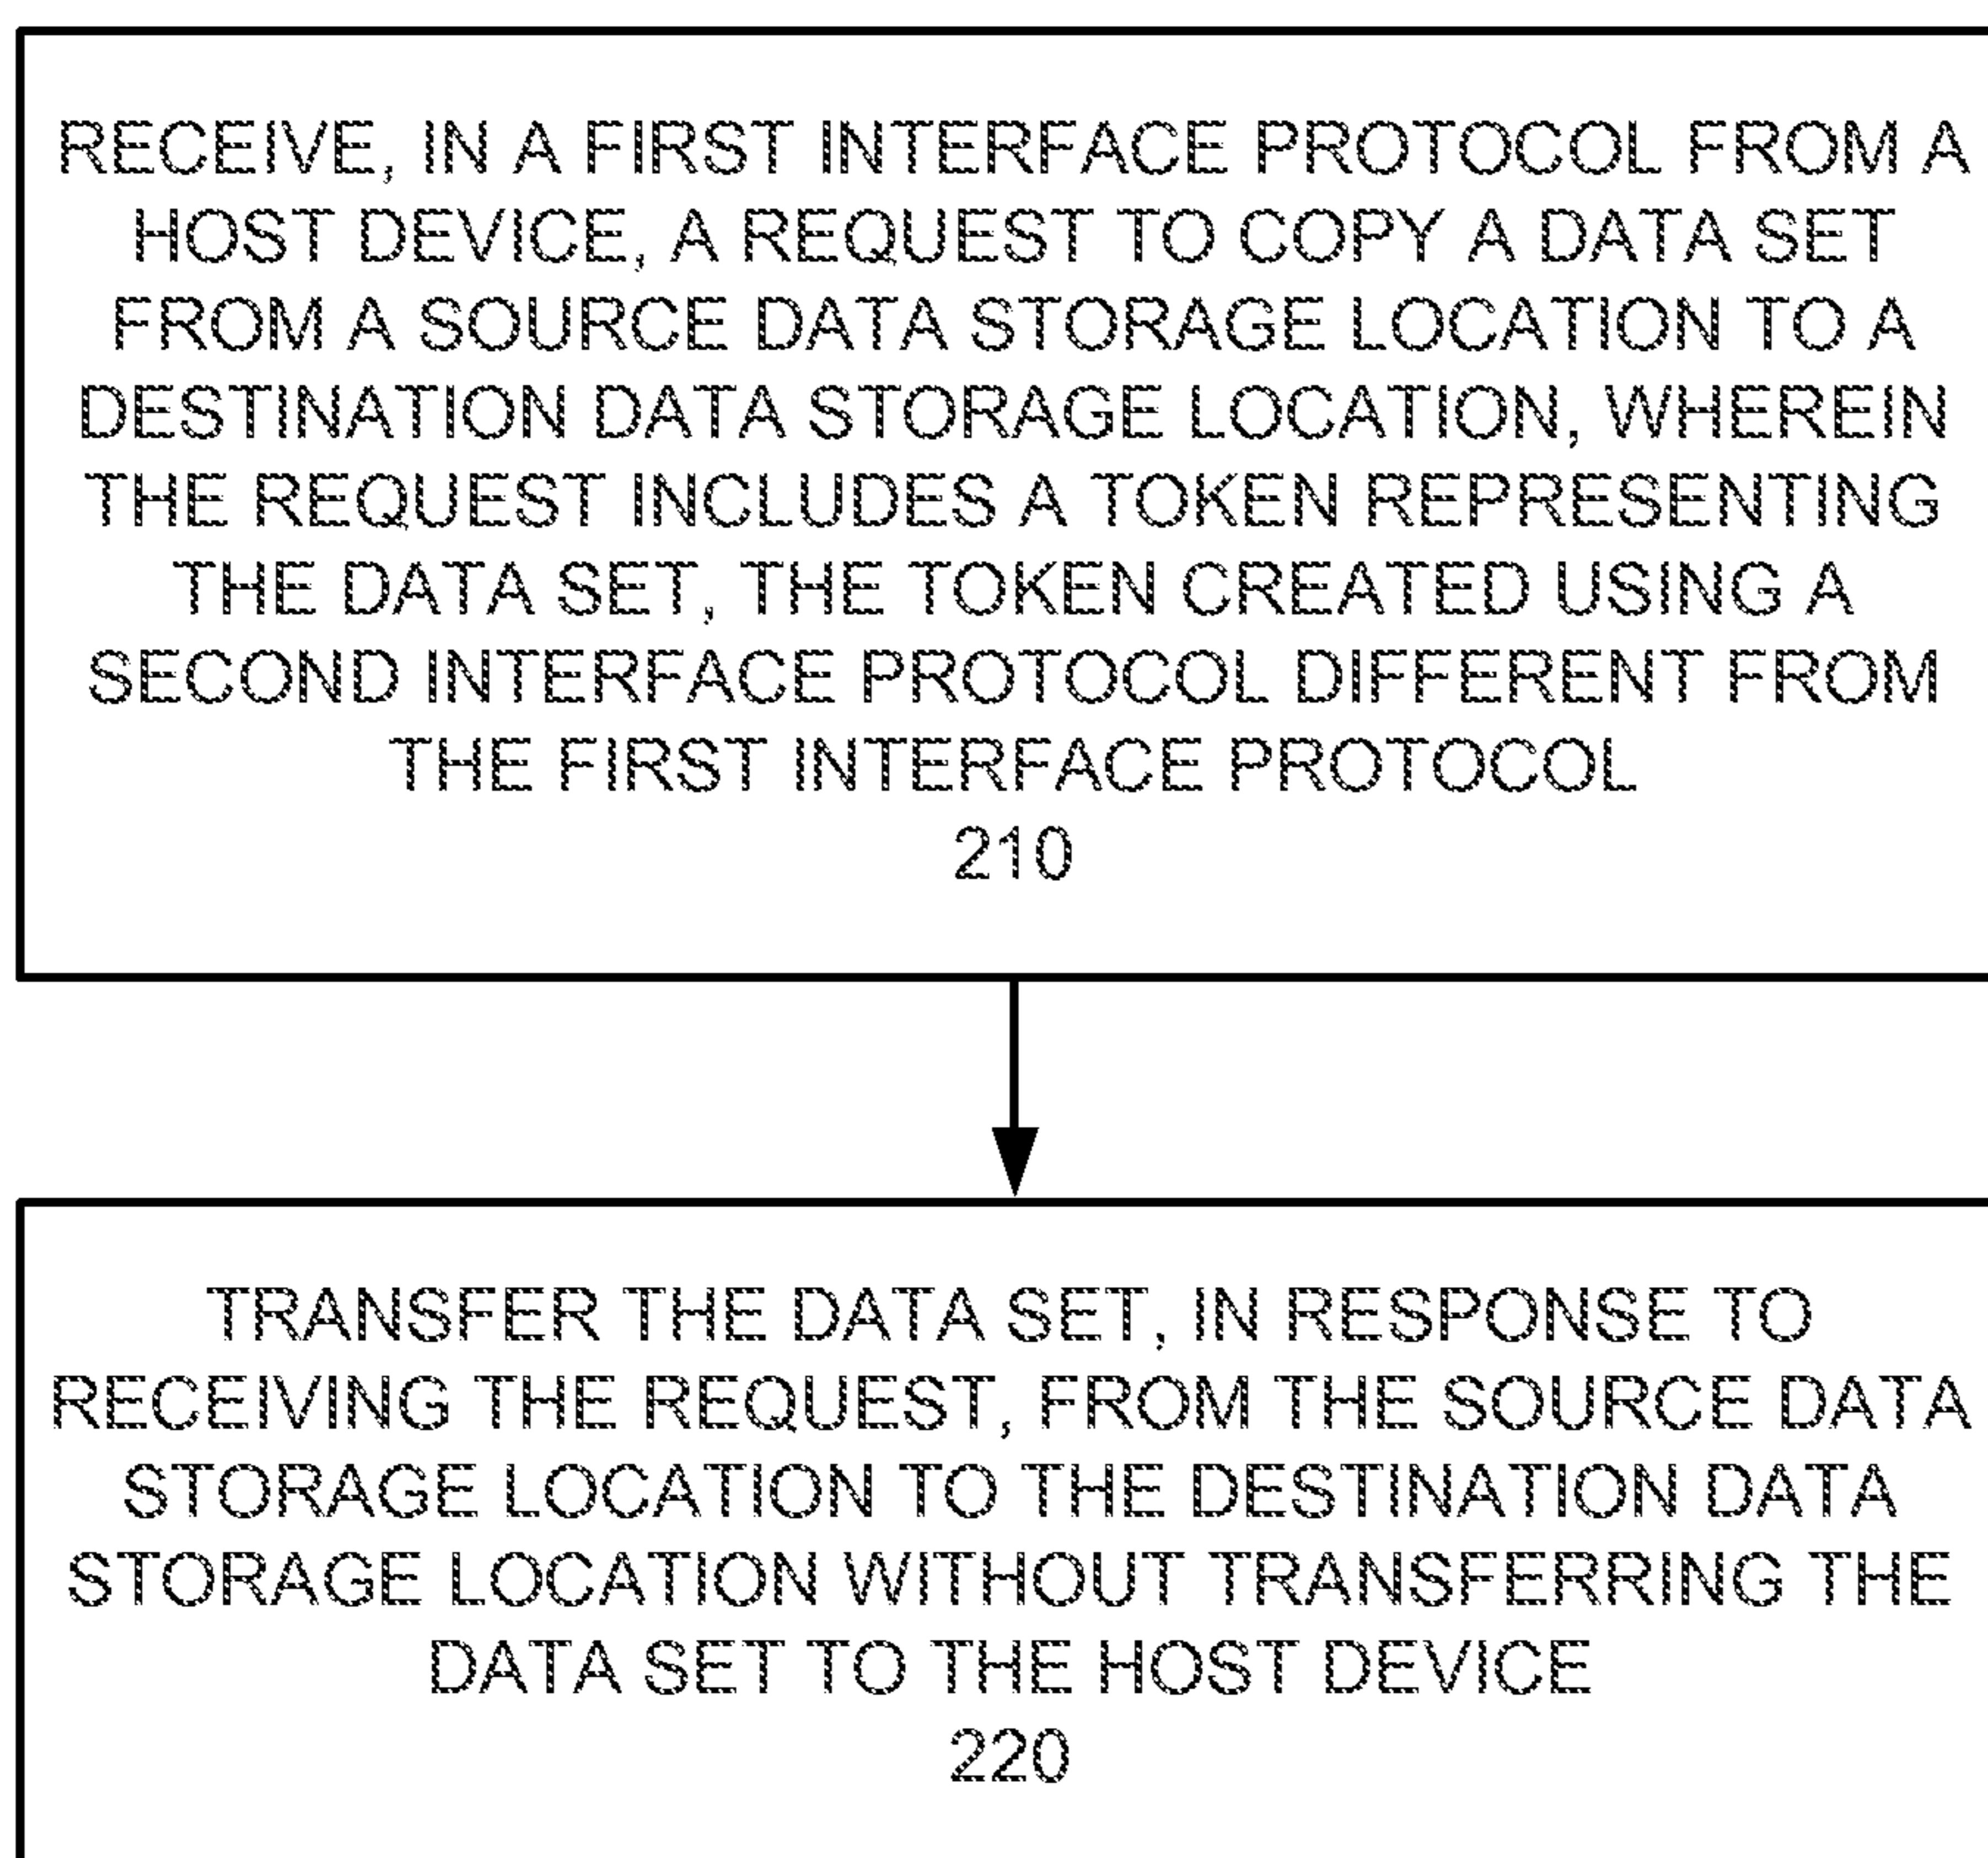 RECEIVE, IN A FIRST INTERFACE PROTOCOL FROM A
HOST DEVICE, A REQUEST TO COPY A DATA SET
FROM A SOURCE DATA STORAGE LOCATION TO A
DESTINATION DATA STORAGE LOCATION, WHEREIN
THE REQUEST INCLUDES A TOKEN REPRESENTING
THE DATA SET, THE TOKEN CREATED USING A
SECOND INTERFACE PROTOCOL DIFFERENT FROM
THE FIRST INTERFACE PROTOCOL
210
TRANSFER THE DATA SET, IN RESPONSE TO
RECEIVING THE REQUEST, FROM THE SOURCE DATA
STORAGE LOCATION TO THE DESTINATION DATA
STORAGE LOCATION WITHOUT TRANSFERRING THE
DATA SET TO THE HOST DEVICE
220